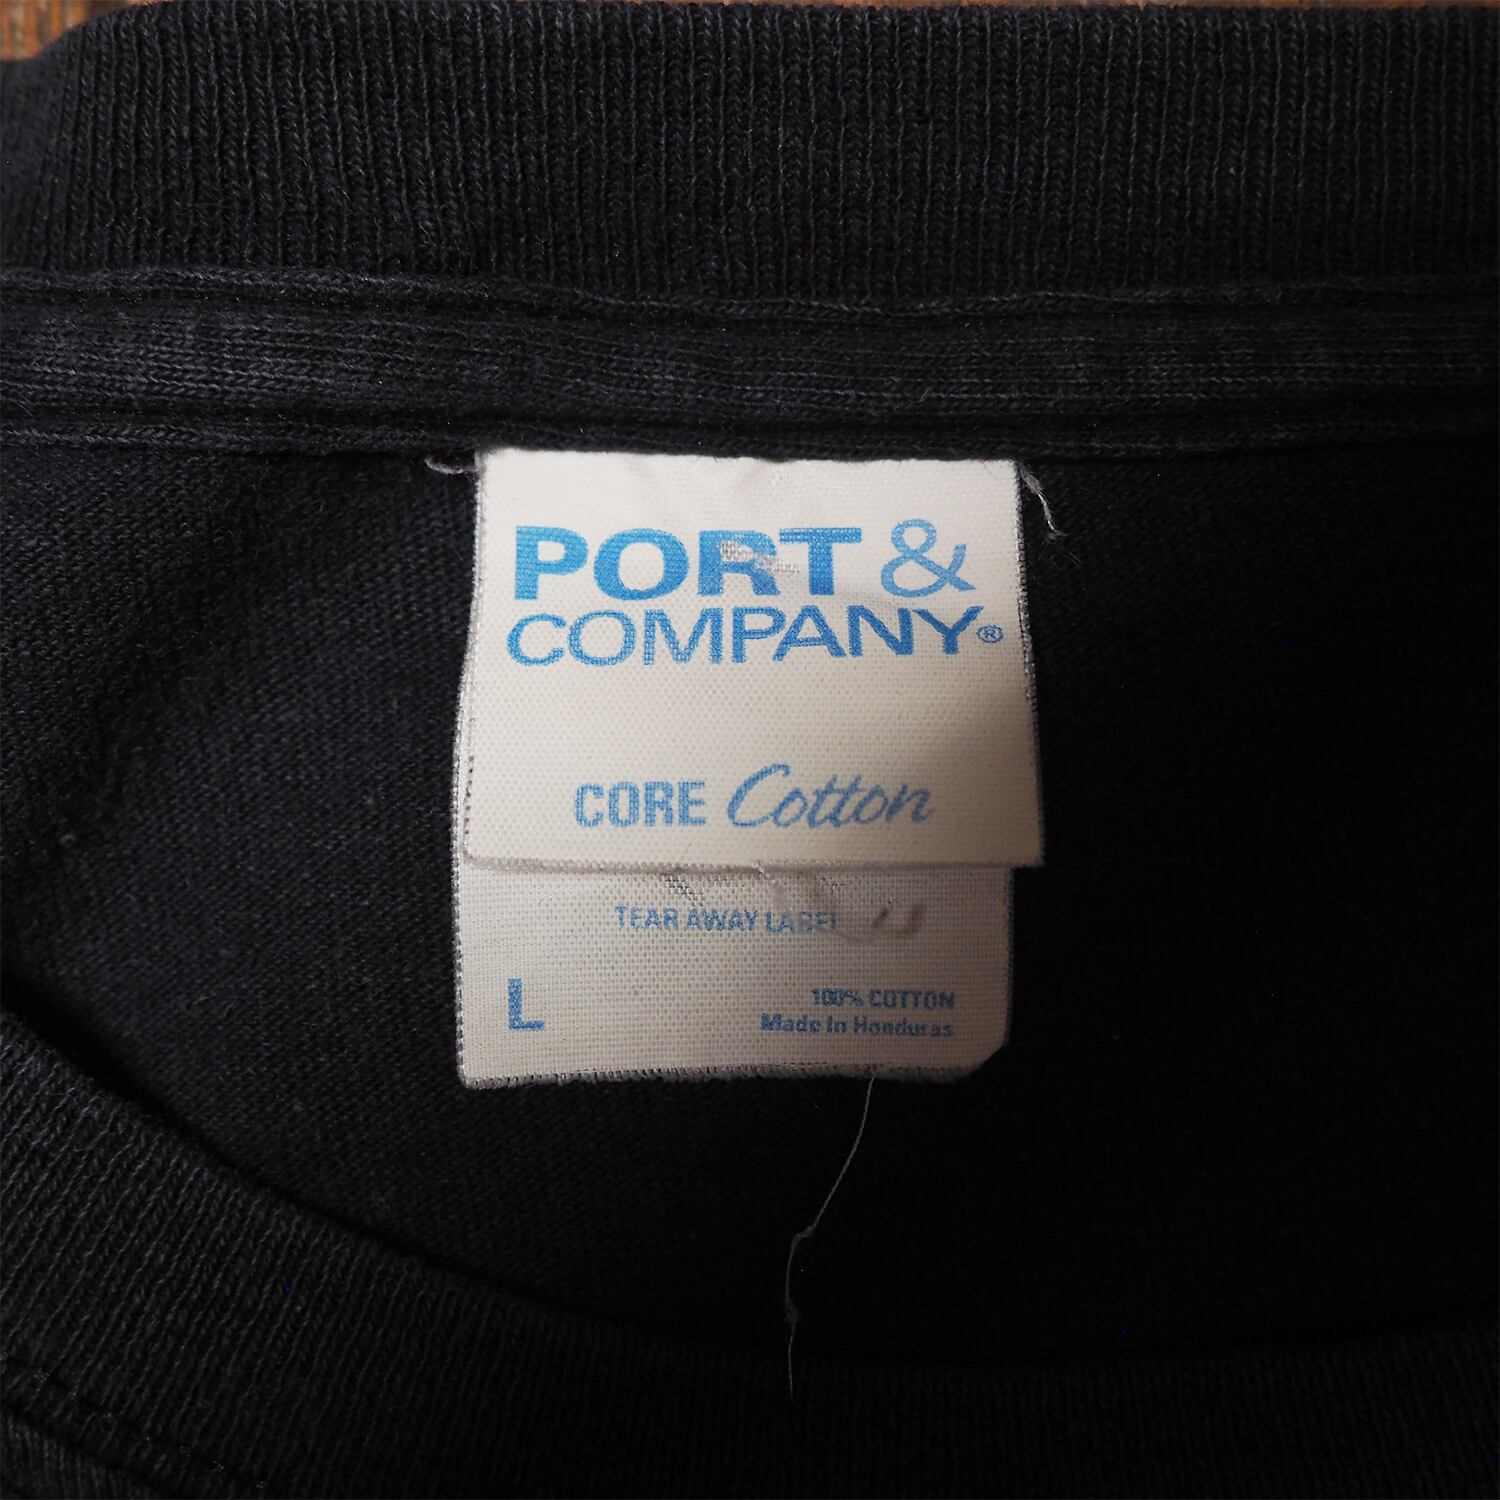 PORT &
COMPANY®
CORE Cotton
TEAR AWAY LABEL
L
100% COTTON
Made In Honduras